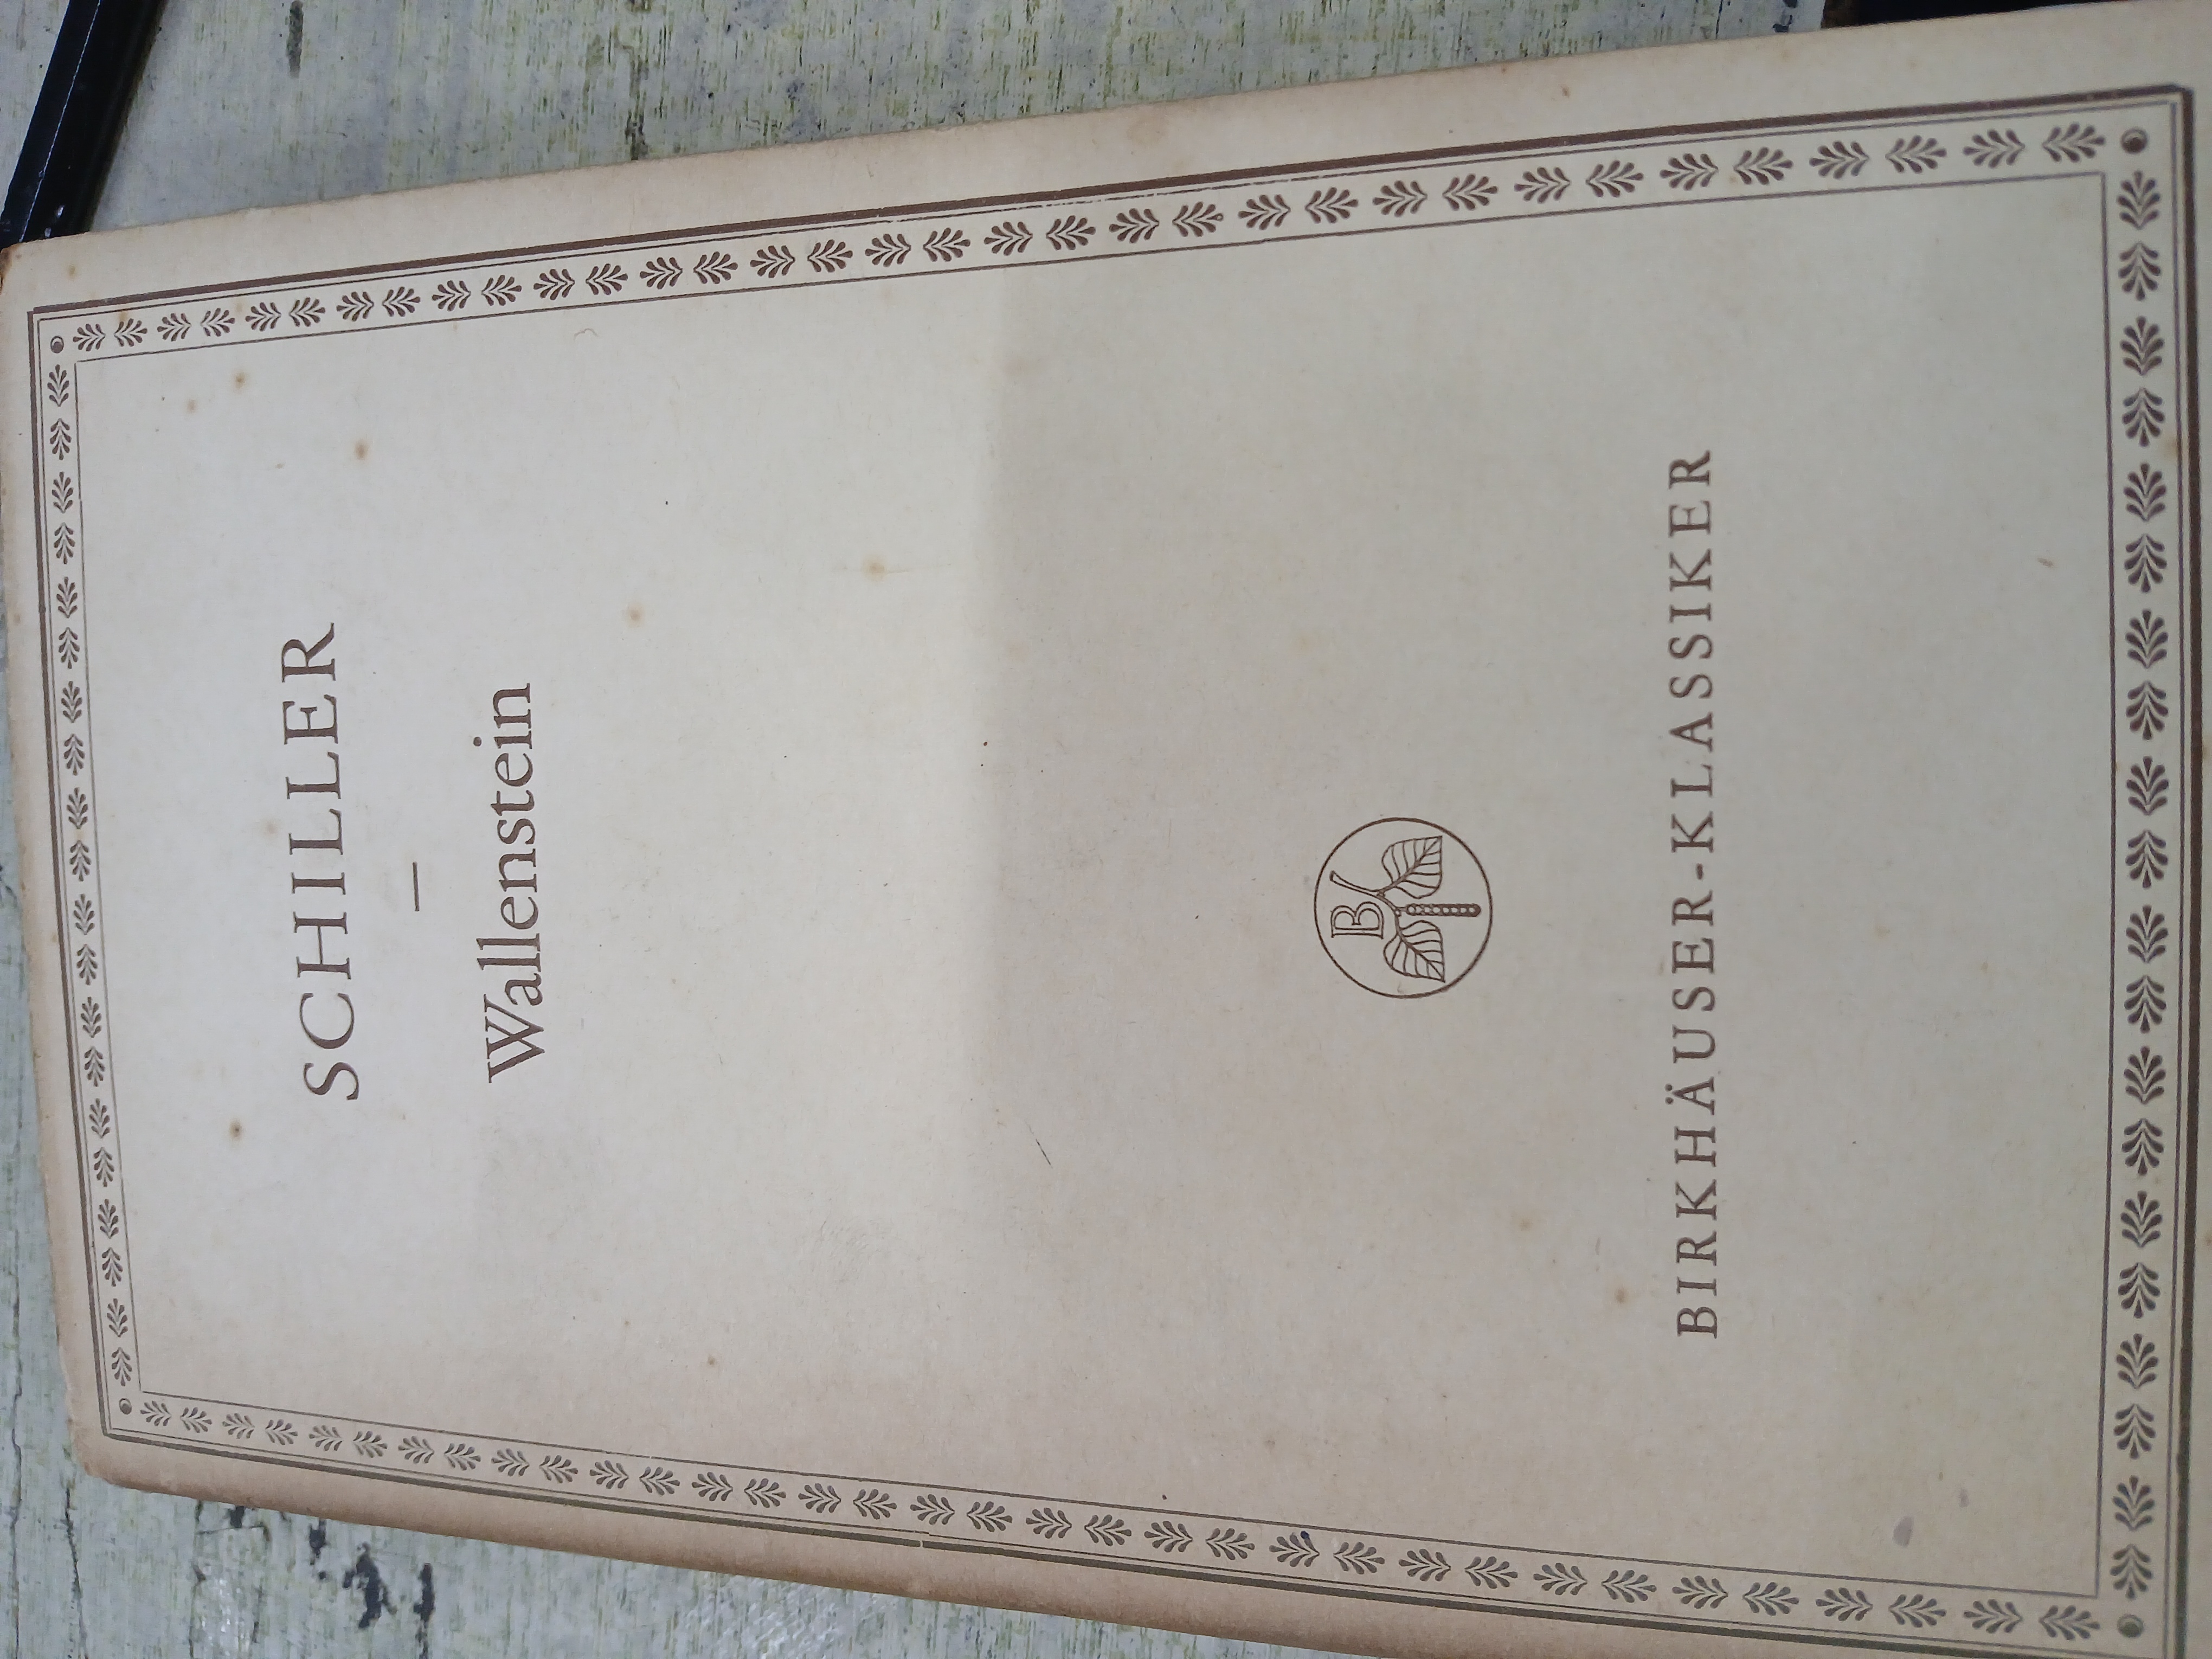 SCHILLER
Wallenstein
B
BIRKHÄUSER-KLASSIKER